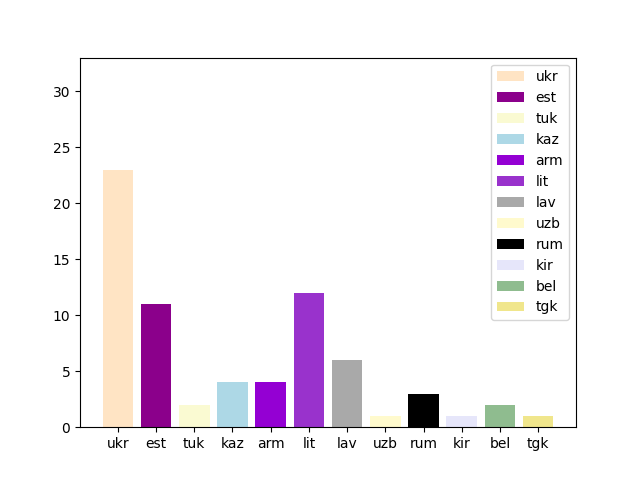 30
25
20
15
10
5
0
ukr est tuk kaz arm lit lav uzb rum kir bel tgk
ukr
est
tuk
kaz
arm
lit
lav
uzb
rum
kir
bel
tgk